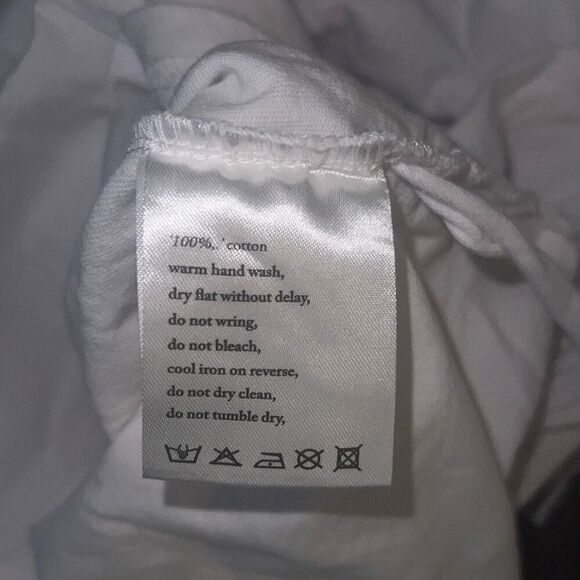 '100%,.' cotton
warm hand wash,
dry flat without delay,
do not wring,
do not bleach,
cool iron on reverse,
do not dry clean,
do not tumble dry,